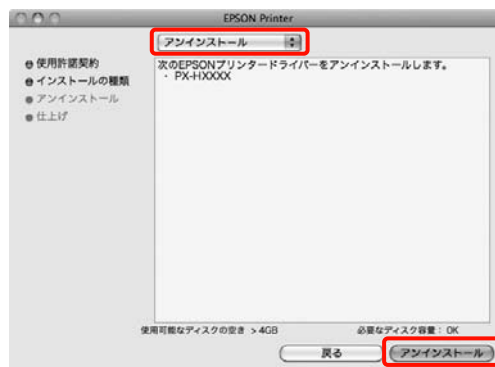 EPSON Printer
アンインストール
使用許諾契約
インストールの種類
アンインストール
仕上げ
次のEPSONプリンタードライバーをアンインストールします。
・ PX-HXXXX
使用可能なディスクの空き >4GB
必要なディスク容量： 0K
戻る
アンインストール